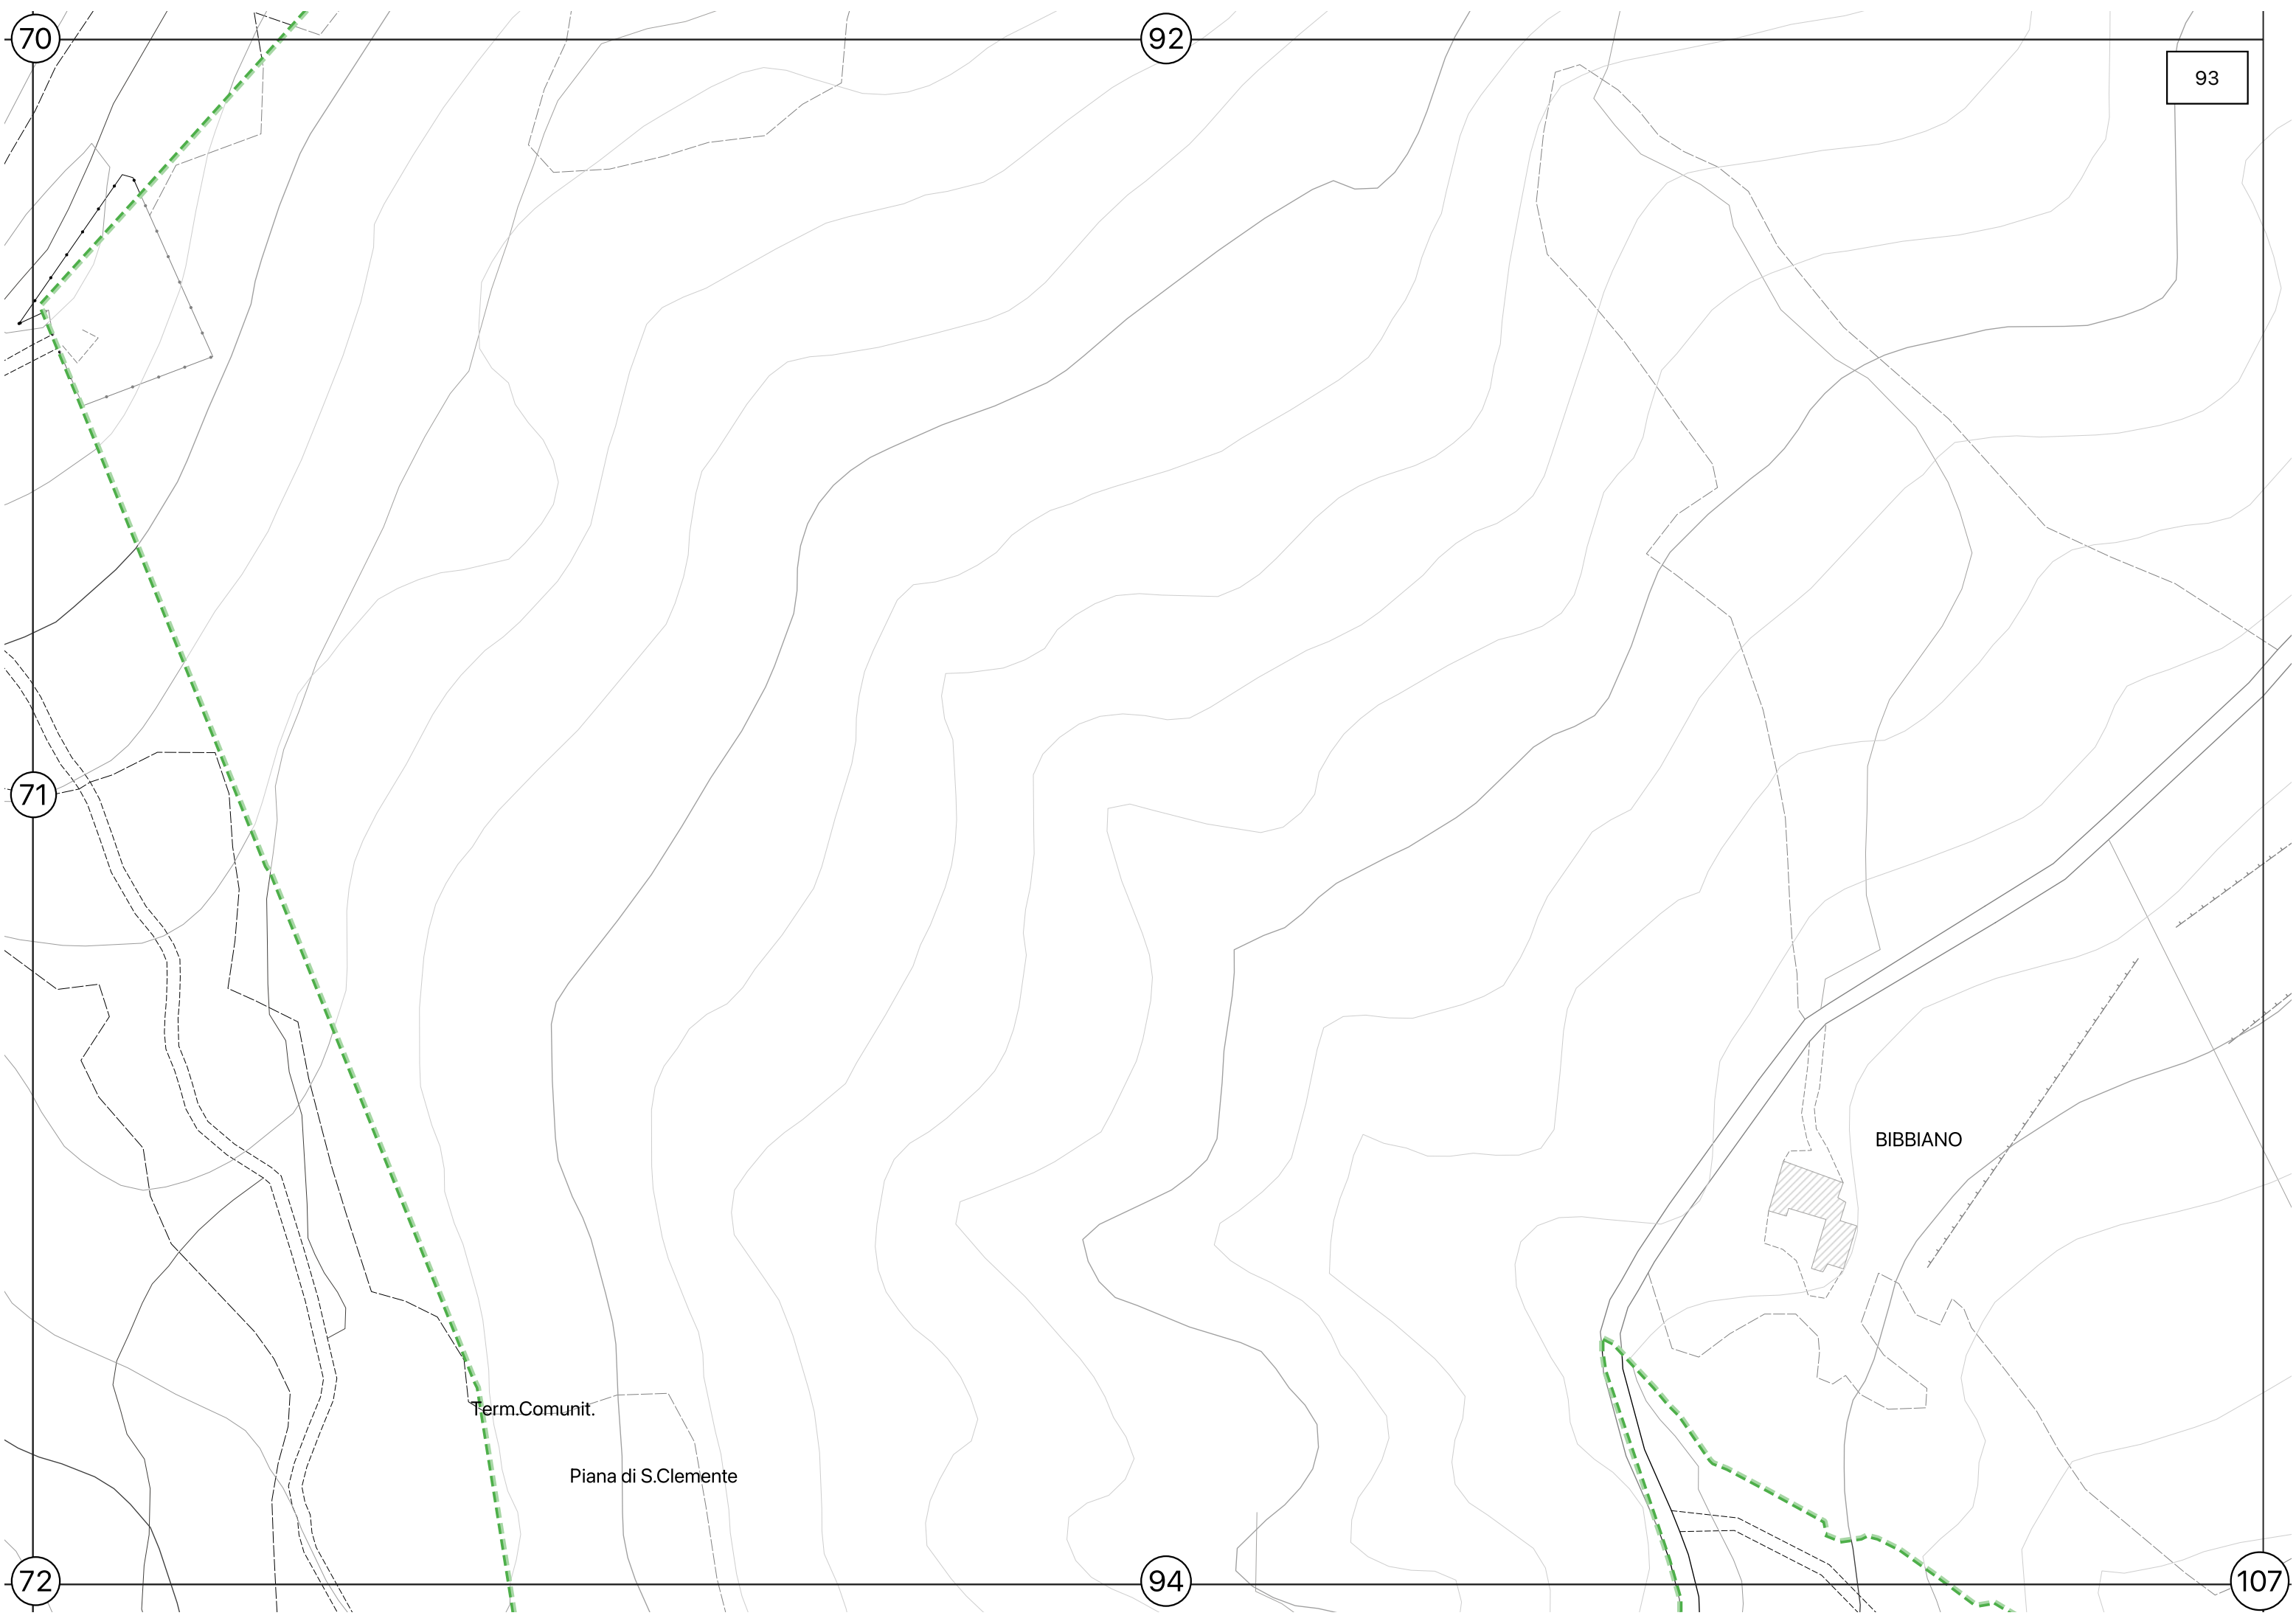 70
92
93
71
BIBBIANO
Term.Comunit.
Piana di S.Clemente
72
94
107